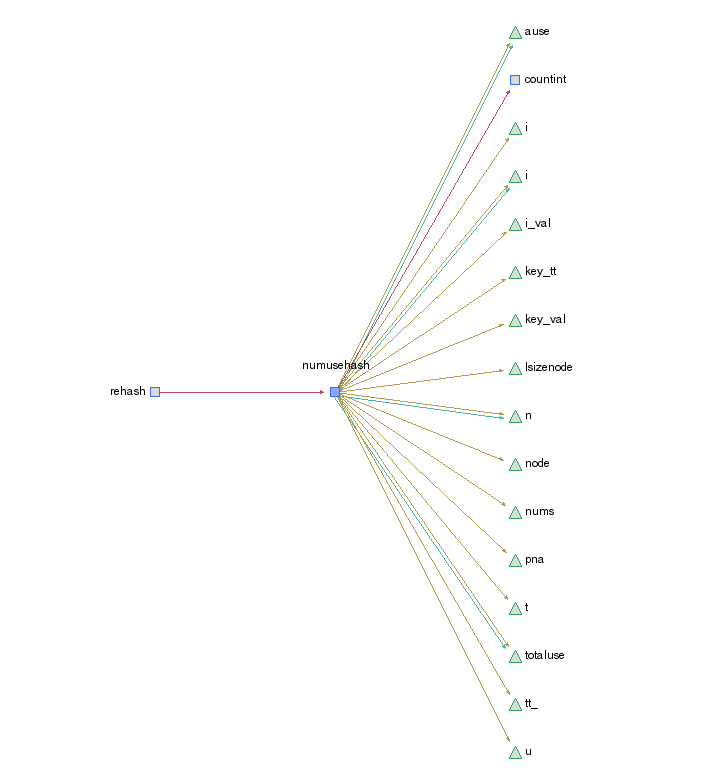 ause
countint
i
i
i_val
key_tt
key_val
numusehash
lsizenode
rehash
n
node
nums
pna
t
totaluse
tt_
u